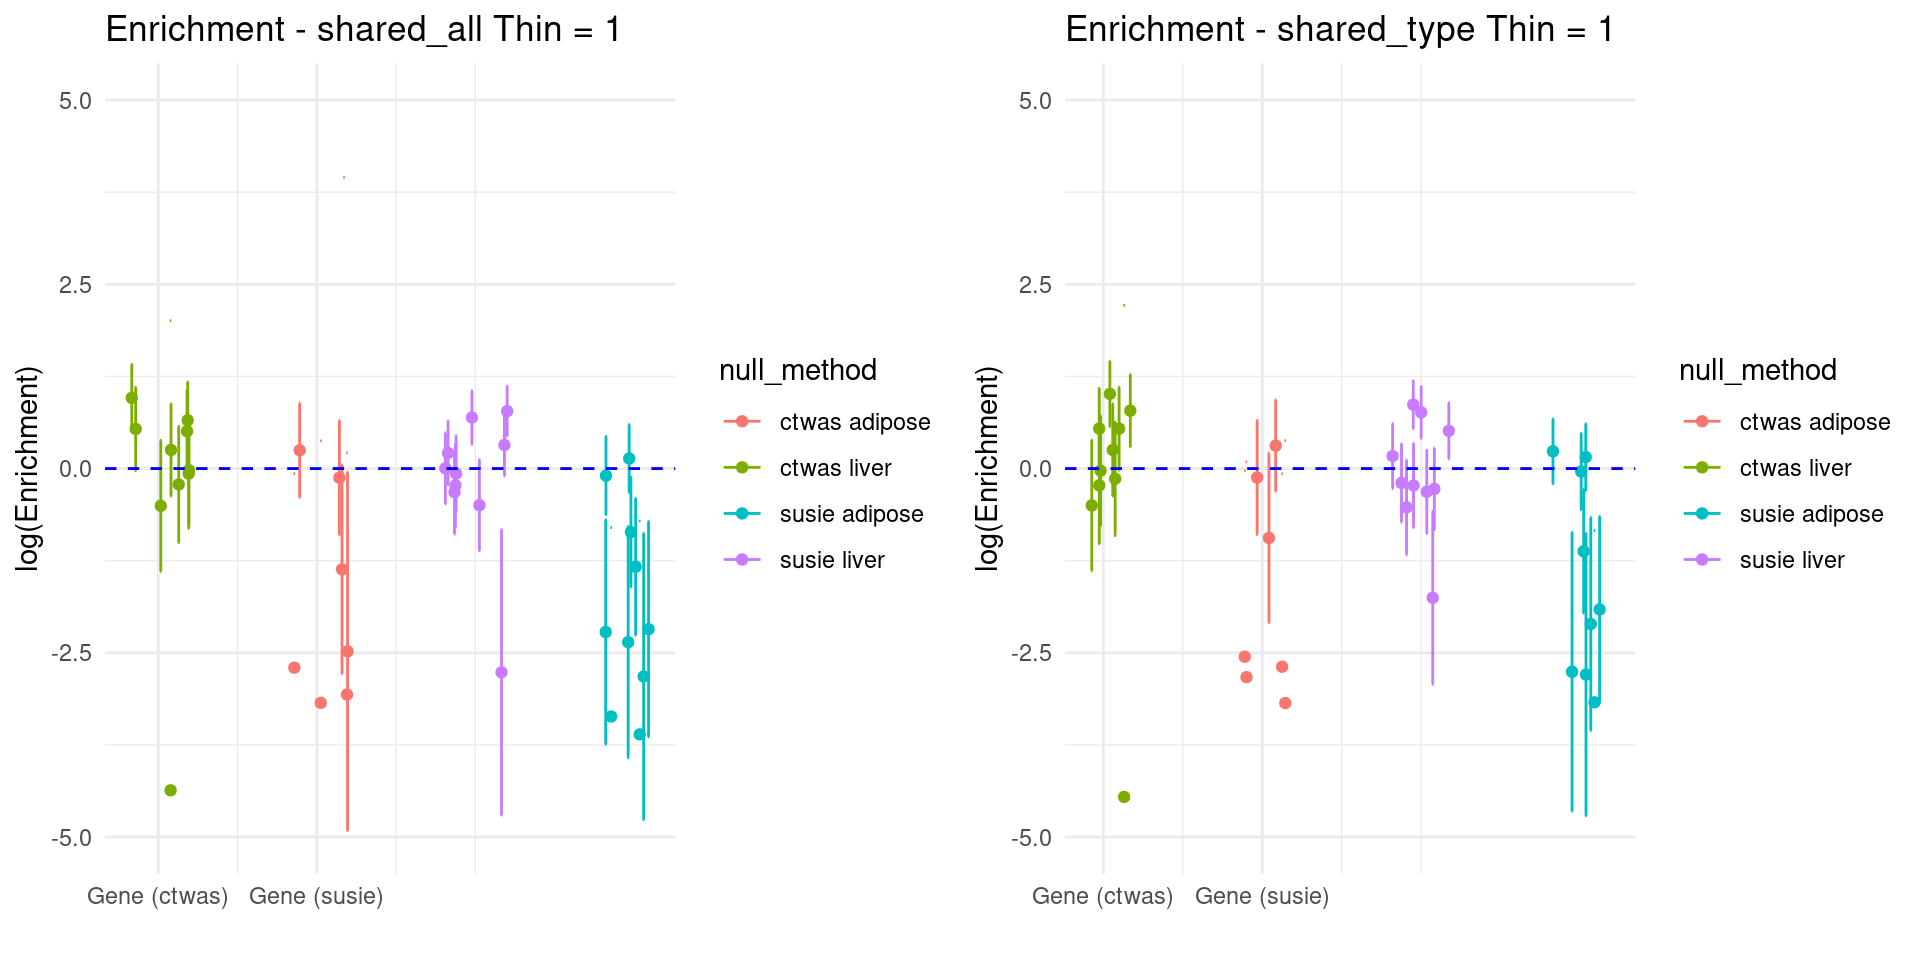 Enrichment - shared_all Thin = 1
5.0
2.5
0.0
-2.5
-5.0
log(Enrichment)
Gene (ctwas)
Gene (susie)
null_method
ctwas adipose
ctwas liver
susie adipose
susie liver
Enrichment - shared_type Thin = 1
5.0
2.5
0.0
-2.5
-5.0
log(Enrichment)
Gene (ctwas)
Gene (susie)
null_method
ctwas adipose
ctwas liver
susie adipose
susie liver